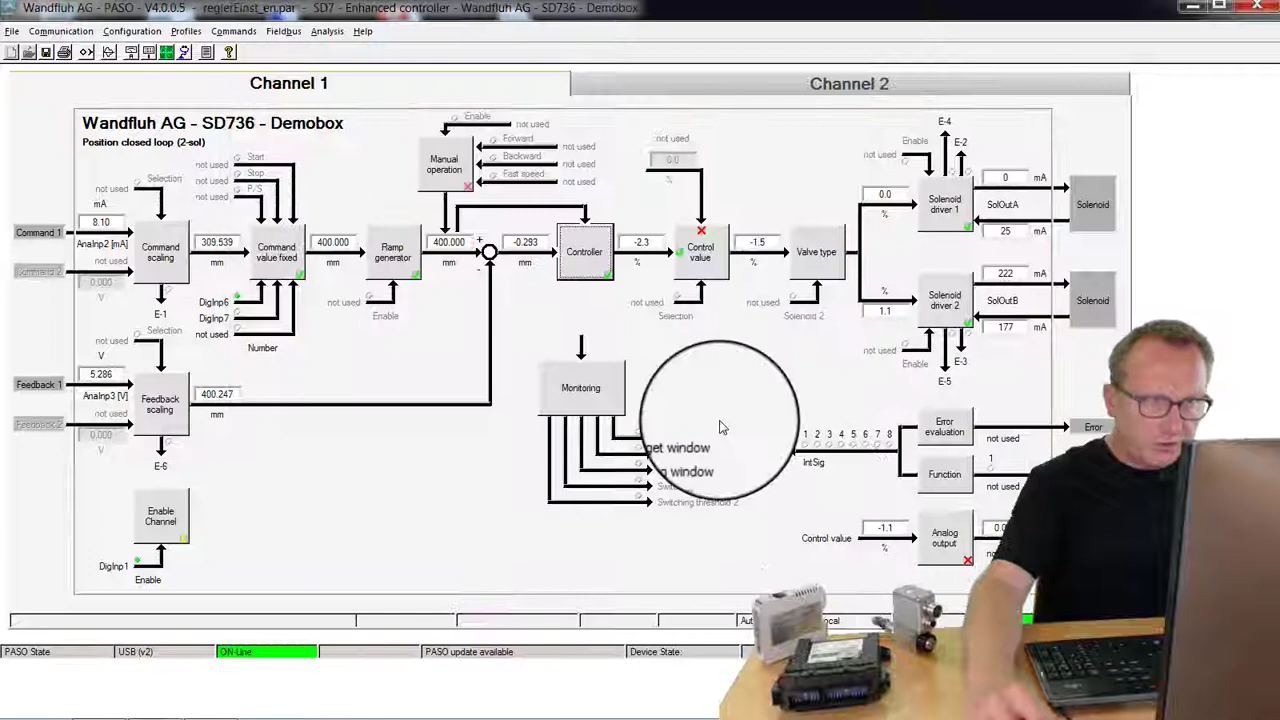 Wandfluh AG - PASO - V4.0.0.5 - reglerEinst_en.par - SD7 - Enhanced controller - Wandfluh AG - SD736 - Demobox
File Communication Configuration Profiles Commands Fieldbus Analysis Help
Channel 1
Channel 2
Wandfluh AG - SD736 - Demobox
Position closed loop (2-sol)
Selection
not used
mA
8.10
Command 1
AnaInp2 [mA]
not used
0.000
V
Command scaling
E-1
309.539
mm
Start
not used
Stop
not used
P./S
not used
Command value fixed
DigInp6
DigInp7
not used
Number
400.000
mm
Ramp generator
not used
Enable
Enable
not used
Manual operation
Forward
not used
Backward
not used
Fast speed
not used
400.000
mm
+
-
-0.293
mm
Controller
-2.3
%
not used
0.0
%
Control value
not used
Selection
-1.5
%
Valve type
not used
Solenoid 2
Enable
not used
E-4
E-2
0.0
%
Solenoid driver 1
0
mA
SolOutA
25
mA
Solenoid
%
1.1
Solenoid driver 2
222
mA
SolOutB
177
mA
Solenoid
not used
Enable
E-5
E-3
Selection
not used
V
5.286
Feedback 1
AnaInp3 [V]
not used
Feedback 2
0.000
V
Feedback scaling
E-6
400.247
mm
Monitoring
get window
g window
Switching threshold 2
1 2 3 4 5 6 7 8
IntSig
Error evaluation
not used
Error
Function
1
not used
Enable Channel
DigInp1
Enable
Control value
-1.1
%
Analog output
0.0
PASO State
USB (v2)
ON-Line
PASO update available
Device State: